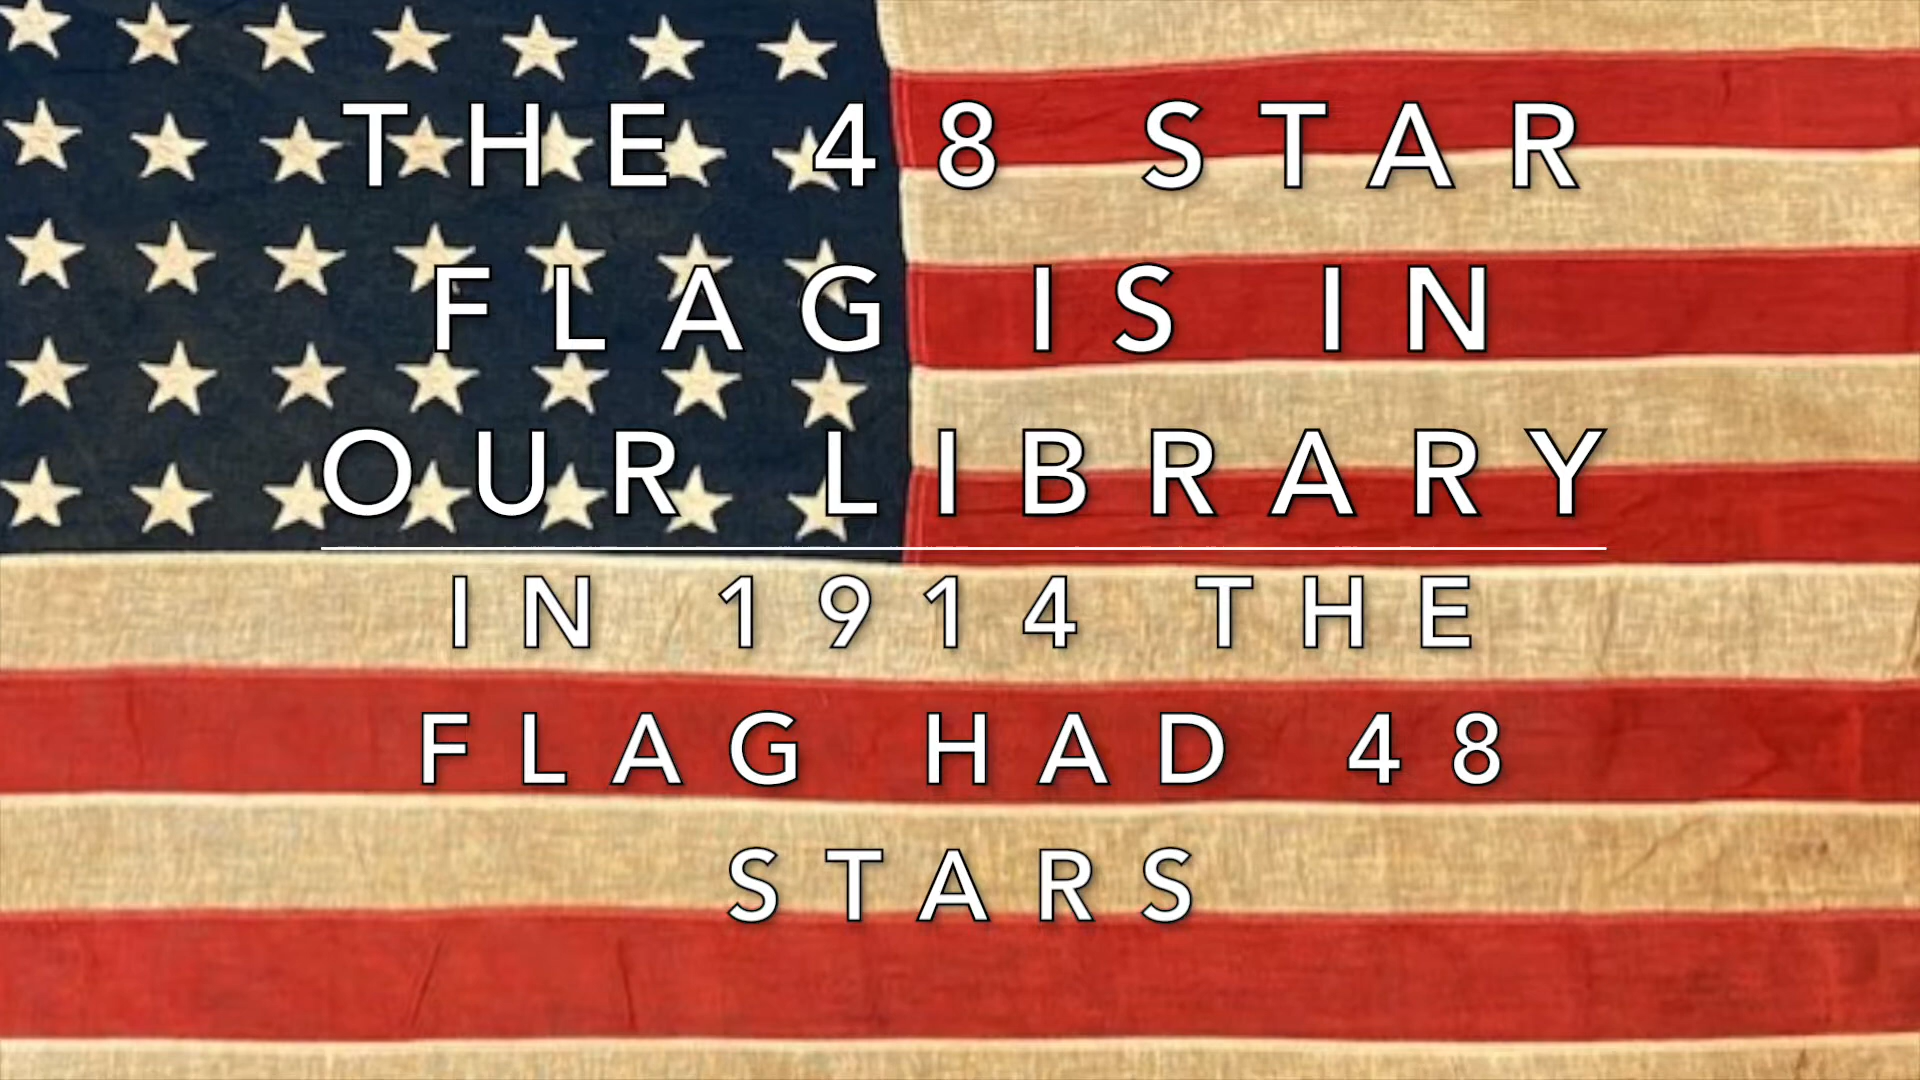 THE 48 STAR
FLAG IS IN
OUR LIBRARY
IN 1914 THE
FLAG HAD 48
STARS